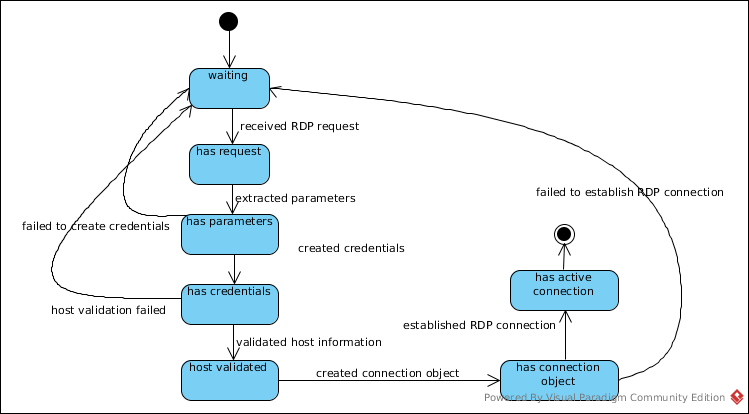 waiting
received RDP request
has request
failed to establish RDP connection
extracted parameters
has parameters
failed to create credentials
created credentials
has active
connection
has credentials
host validation failed
established RDP connection
validated host information
host validated
created connection object
has connection
object
Powered By Visual Paradigm Community Edition